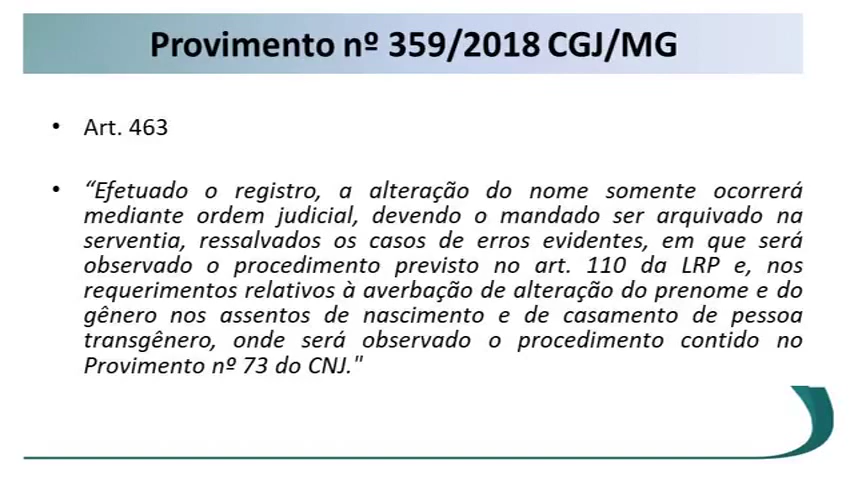 Provimento nº 359/2018 CGJ/MG
• Art. 463
• “Efetuado o registro, a alteração do nome somente ocorrerá
mediante ordem judicial, devendo o mandado ser arquivado na
serventia, ressalvados os casos de erros evidentes, em que será
observado o procedimento previsto no art. 110 da LRP e, nos
requerimentos relativos à averbação de alteração do prenome e do
gênero nos assentos de nascimento e de casamento de pessoa
transgênero, onde será observado o procedimento contido no
Provimento nº 73 do CNJ."